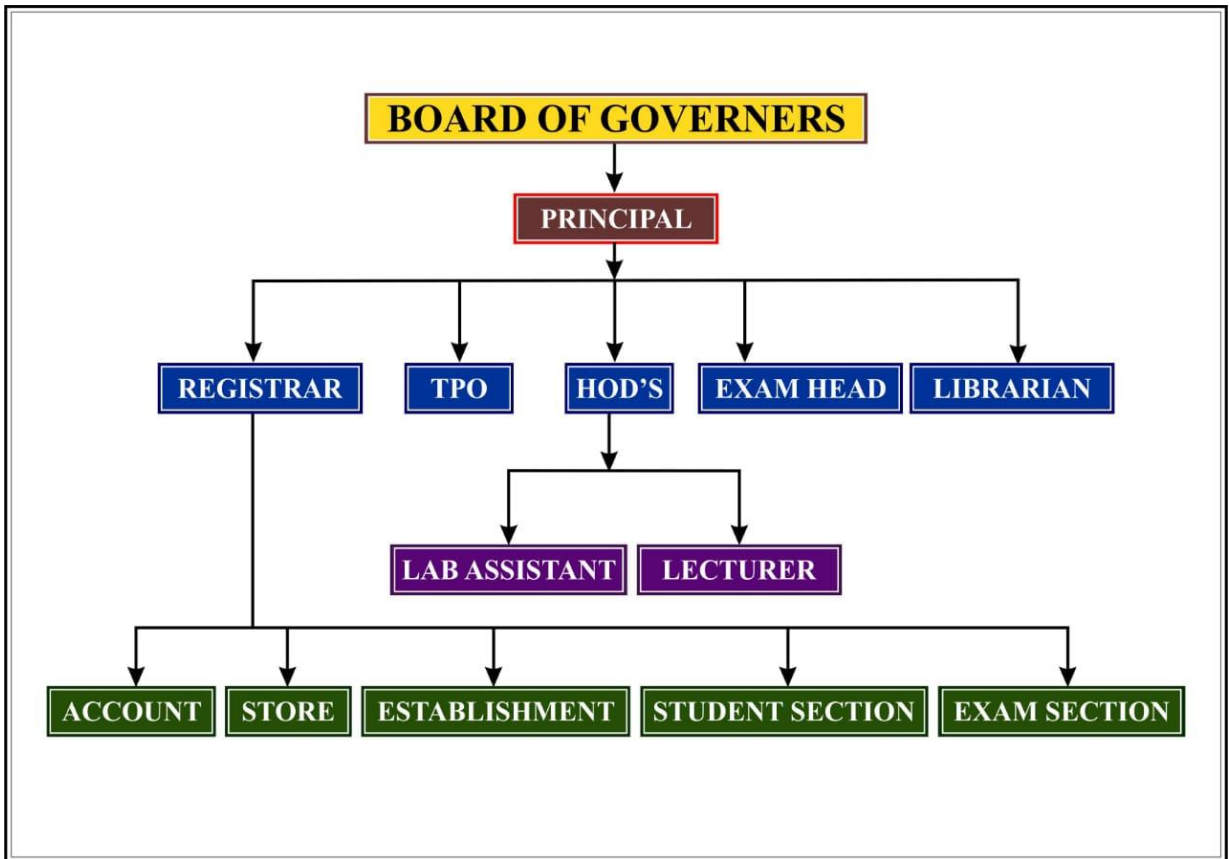 BOARD OF GOVERNERS
PRINCIPAL
REGISTRAR
TPO
HOD’S
EXAM HEAD
LIBRARIAN
LAB ASSISTANT
LECTURER
ACCOUNT
STORE
ESTABLISHMENT
STUDENT SECTION
EXAM SECTION